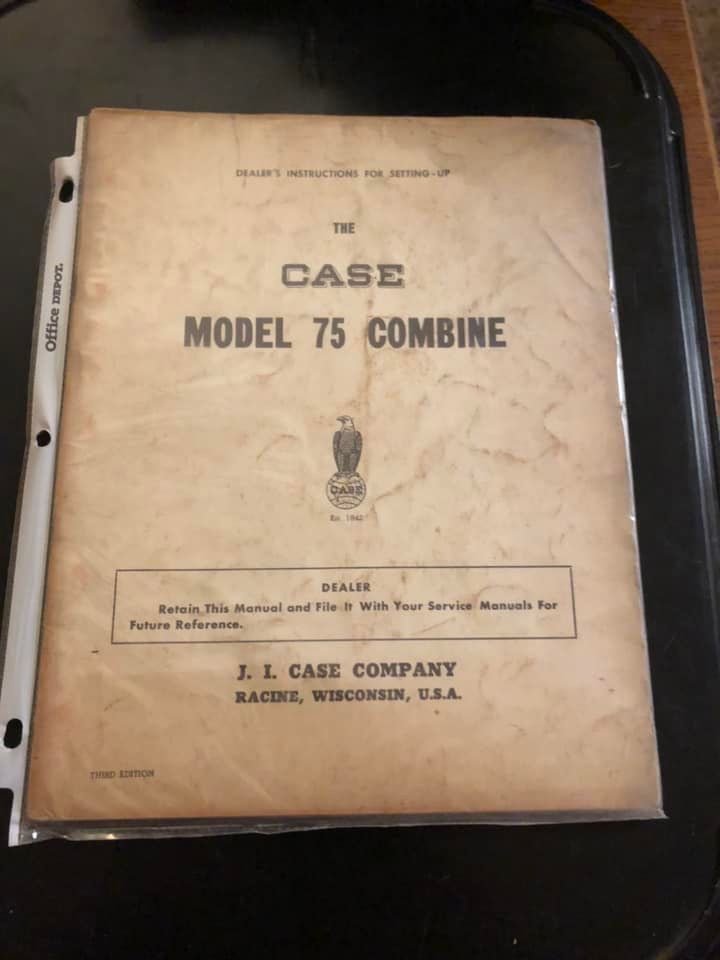 DEALER'S INSTRUCTIONS FOR SETTING-UP
THE
CASE
MODEL 75 COMBINE
CASE
Est. 1842
DEALER
Retain This Manual and File It With Your Service Manuals For
Future Reference.
J. I. CASE COMPANY
RACINE, WISCONSIN, U.S.A.
THIRD EDITION
Office DEPOT.